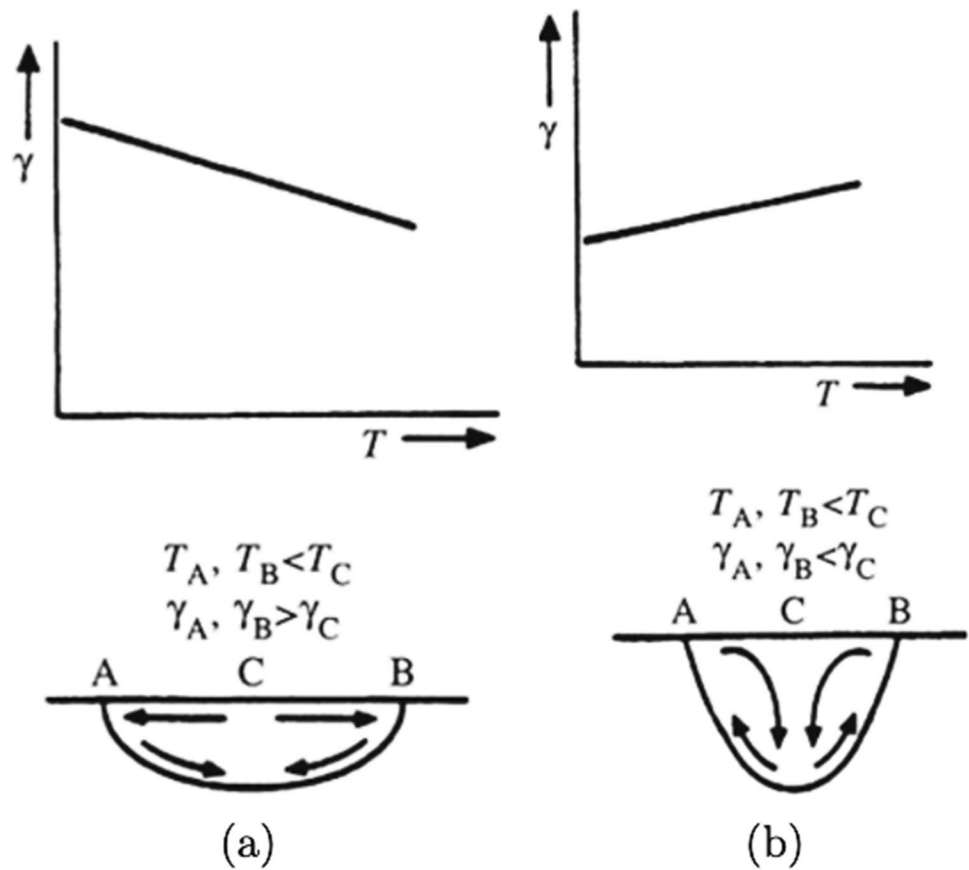 γ
T
T_A, T_B<T_C
γ_A, γ_B>γ_C
A C B
(a)
γ
T
T_A, T_B<T_C
γ_A, γ_B<γ_C
A C B
(b)